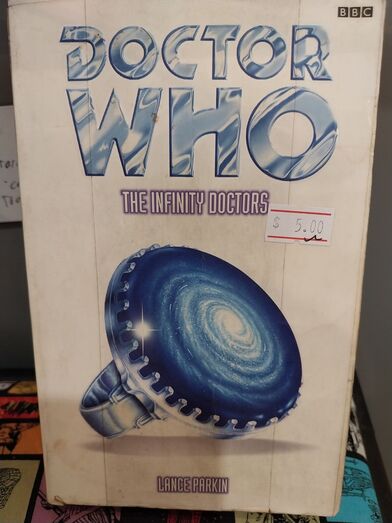 BBC
DOCTOR
WHO
THE INFINITY DOCTORS
$ 5.00
LANCE PARKIN